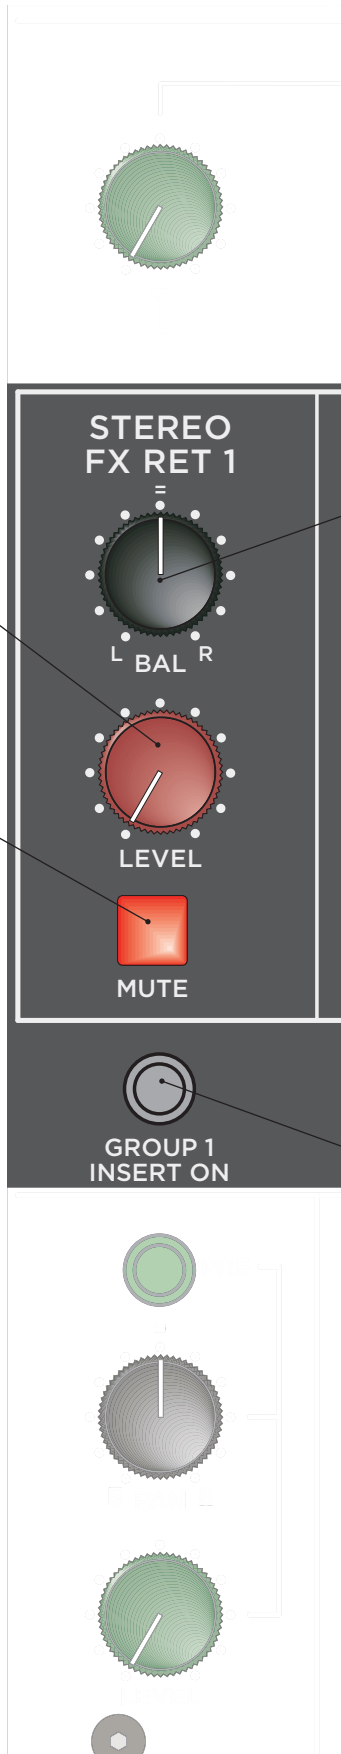 STEREO
FX RET 1
=
L BAL R
LEVEL
MUTE
GROUP 1
INSERT ON